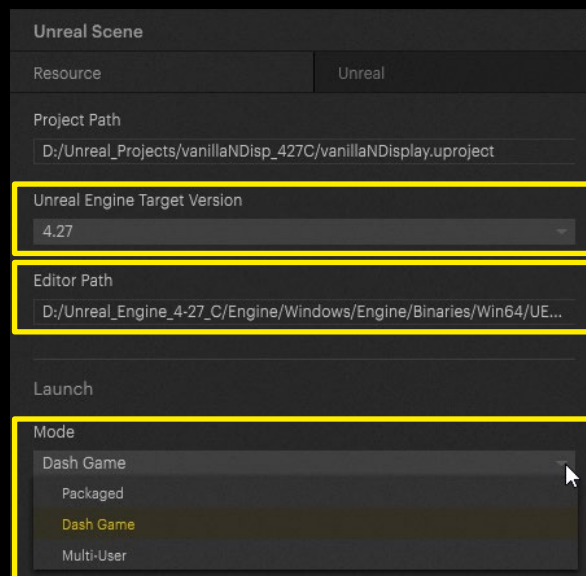 Unreal Scene
Resource Unreal
Project Path
D:/Unreal_Projects/vanillaNDisp_427C/vanillaNDisplay.uproject
Unreal Engine Target Version
4.27
Editor Path
D:/Unreal_Engine_4-27_C/Engine/Windows/Engine/Binaries/Win64/UE...
Launch
Mode
Dash Game
Packaged
Dash Game
Multi-User